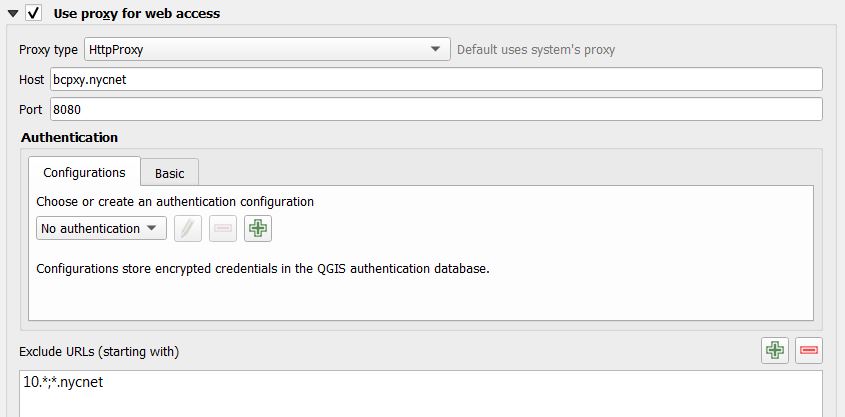 Use proxy for web access
Proxy type HttpProxy Default uses system's proxy
Host bcpxy.nycnet
Port 8080
Authentication
Configurations Basic
Choose or create an authentication configuration
No authentication
Configurations store encrypted credentials in the QGIS authentication database.
Exclude URLs (starting with)
10.*;*.nycnet